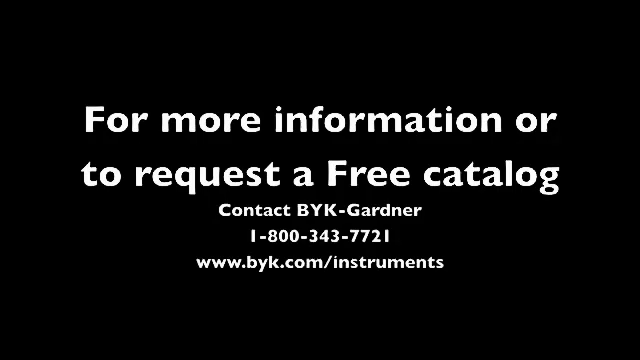 For more information or
to request a Free catalog
Contact BYK-Gardner
1-800-343-7721
www.byk.com/instruments